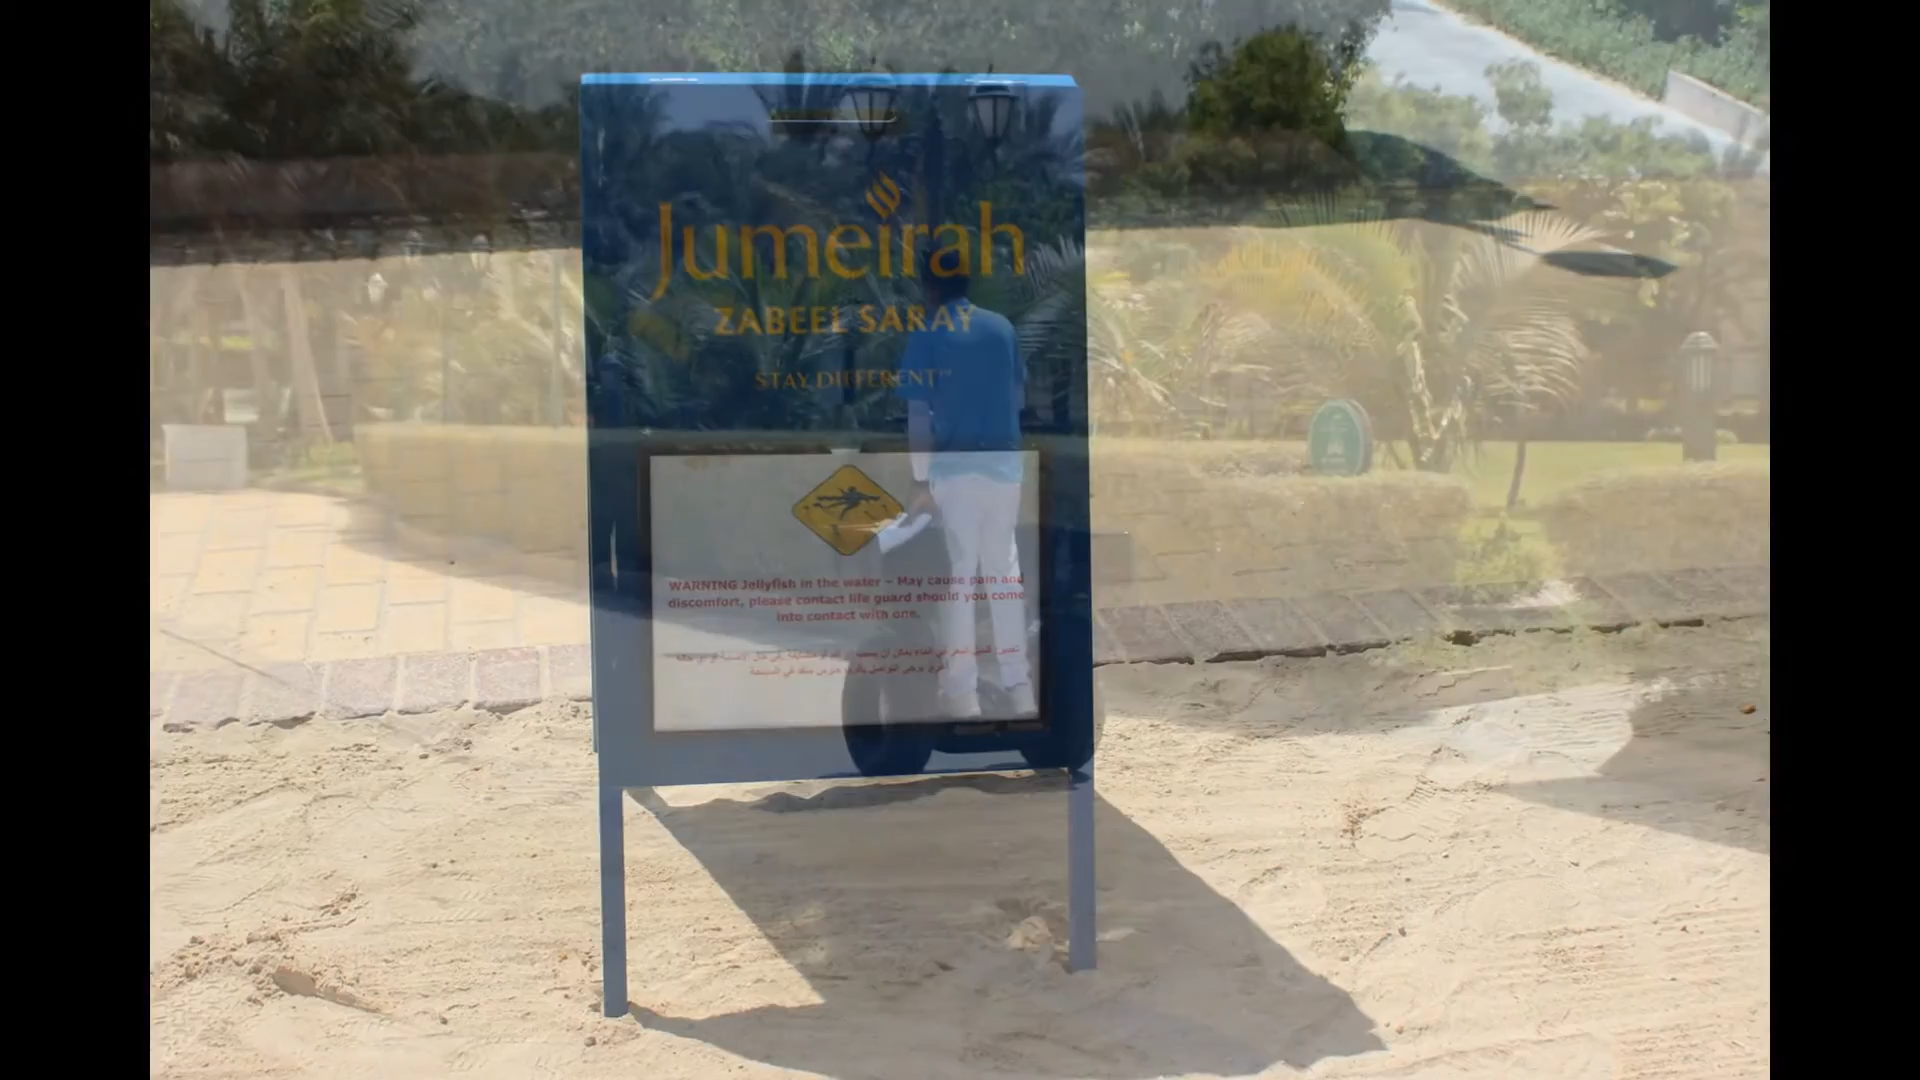 Jumeirah
ZABEEL SARAY
STAY DIFFERENT™
WARNING Jellyfish in the water – May cause pain and
discomfort, please contact life guard should you come
into contact with one.